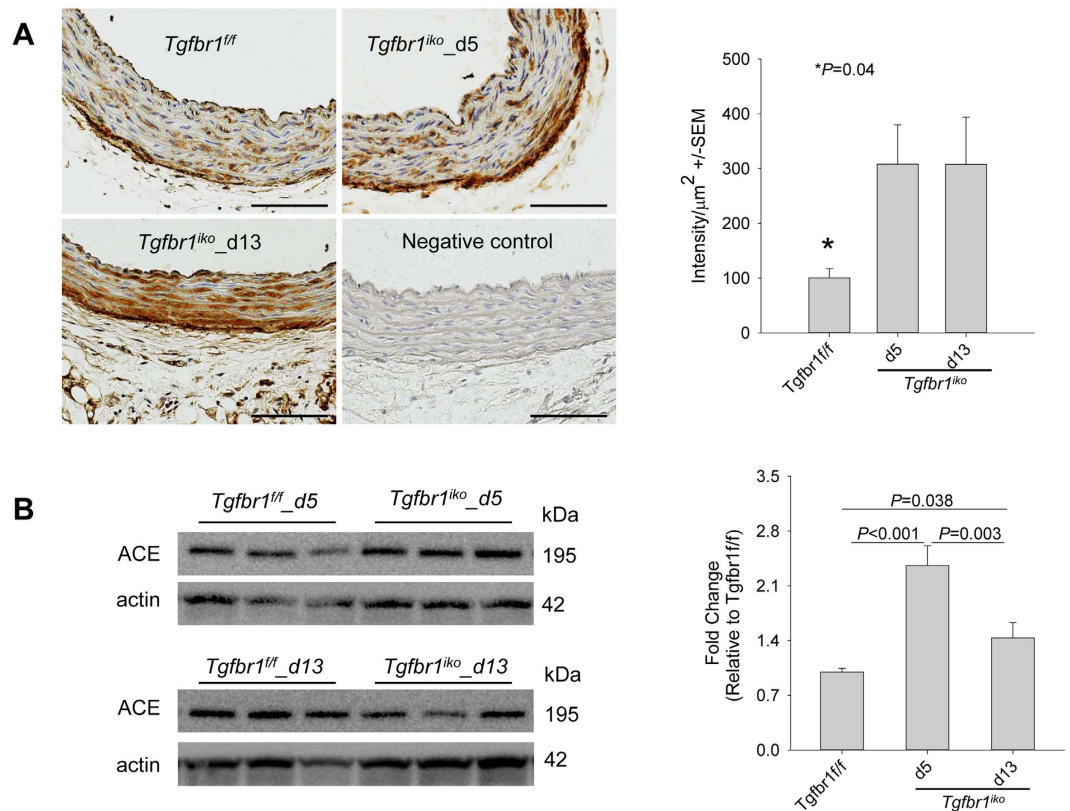 A
Tgfbr1f/f
Tgfbr1iko_d5
Tgfbr1iko_d13
Negative control
Intensity/μm2 +/-SEM
500
400
300
200
100
0
*P=0.04
*
Tgfbr1f/f
d5
d13
Tgfbr1iko
B
Tgfbr1f/f_d5
Tgfbr1iko_d5
kDa
ACE
195
actin
42
Tgfbr1f/f_d13
Tgfbr1iko_d13
kDa
ACE
195
actin
42
Fold Change
(Relative to Tgfbr1f/f)
3.5
2.8
2.1
1.4
0.7
0.0
P=0.038
P<0.001
P=0.003
Tgfbr1f/f
d5
d13
Tgfbr1iko